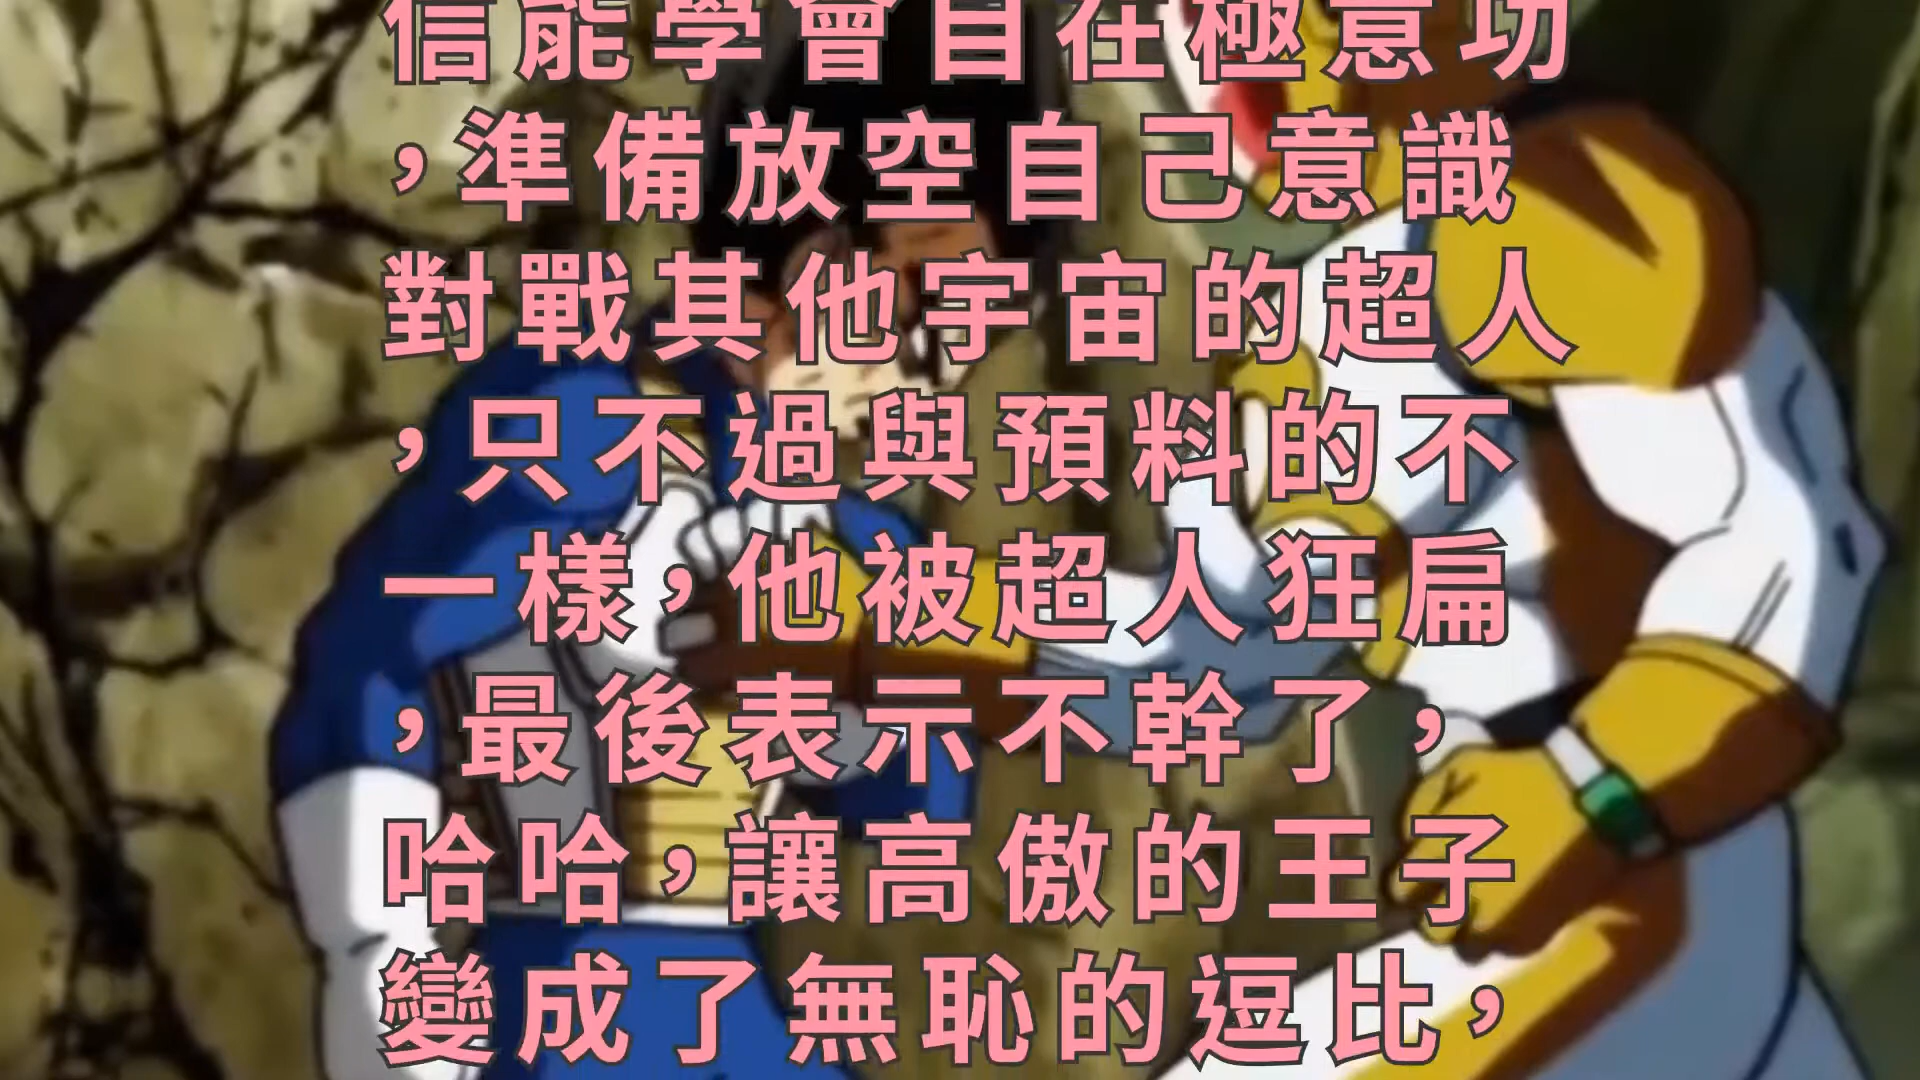 信能學會自在極意功
,準備放空自己意識
對戰其他宇宙的超人
,只不過與預料的不
一樣,他被超人狂扁
,最後表示不幹了,
哈哈,讓高傲的王子
變成了無恥的逗比,